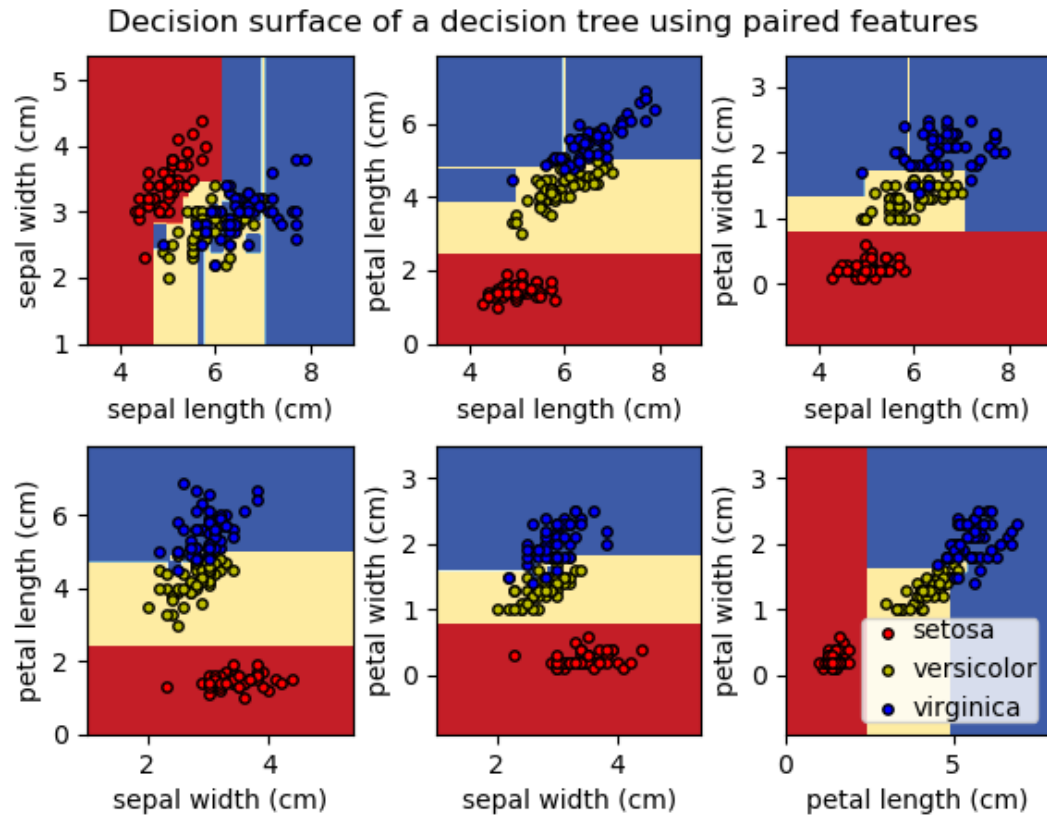 Decision surface of a decision tree using paired features
sepal width (cm)
5
4
3
2
1
4
6
8
sepal length (cm)
petal length (cm)
6
4
2
0
4
6
8
sepal length (cm)
petal width (cm)
3
2
1
0
4
6
8
sepal length (cm)
petal length (cm)
6
4
2
0
2
4
sepal width (cm)
petal width (cm)
3
2
1
0
2
4
sepal width (cm)
petal width (cm)
3
2
1
0
0
5
petal length (cm)
setosa
versicolor
virginica